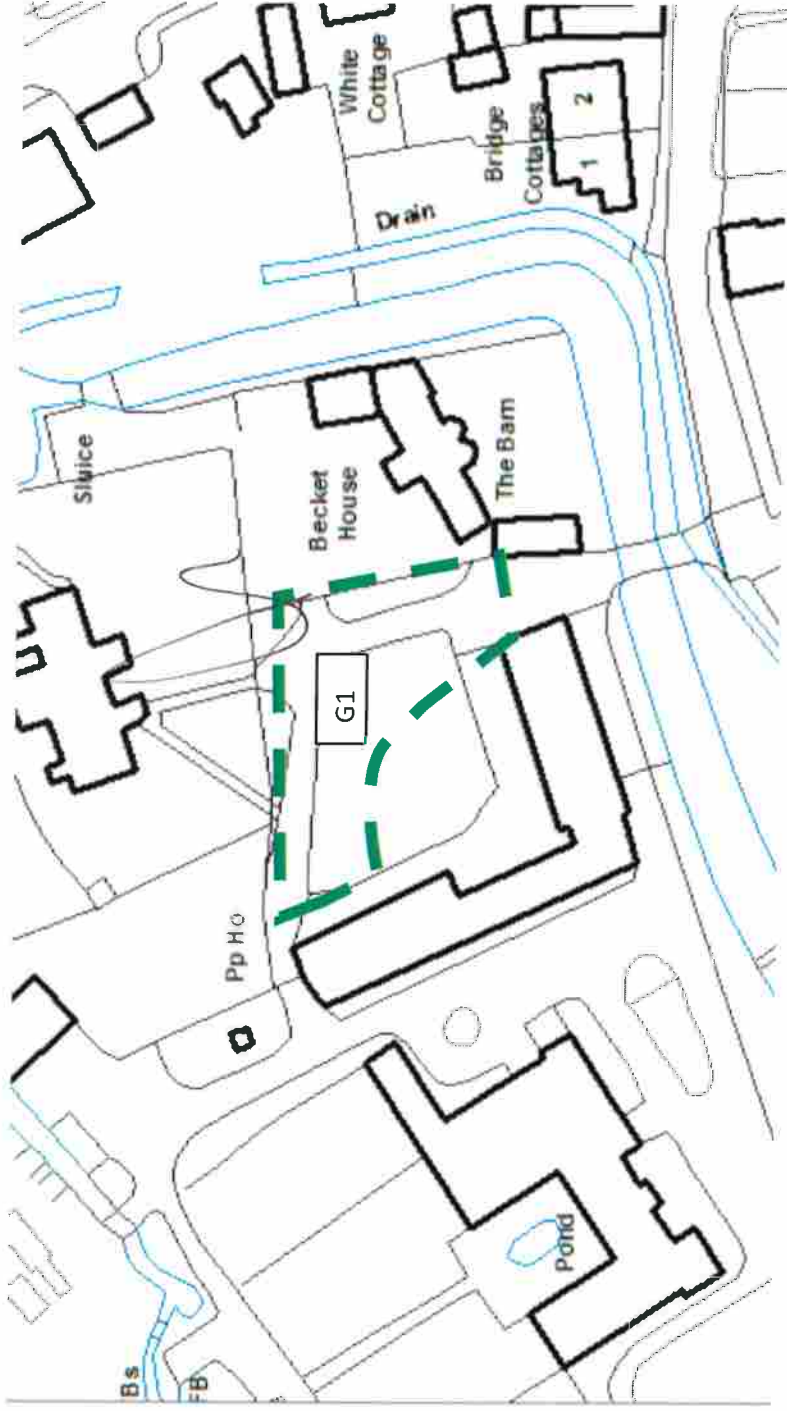 White
Cottage
Bridge
Cottages
1
2
Drain
Sluice
Becket
House
The Barn
G1
Pp Ho
Pond
Bs
FB